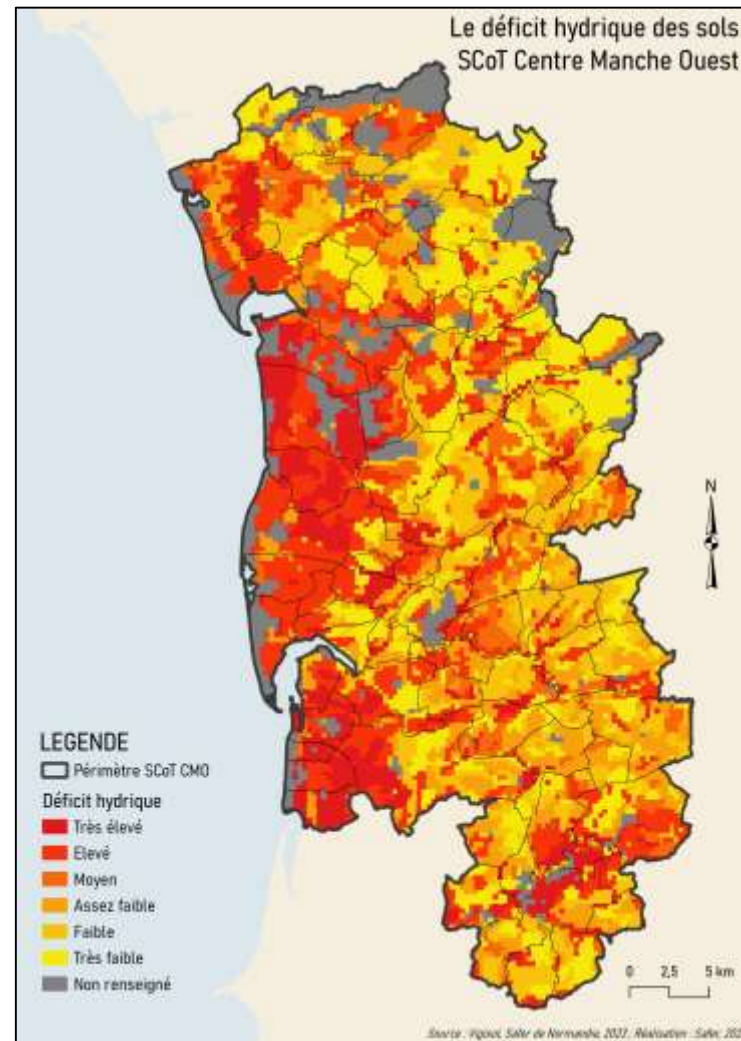 Le déficit hydrique des sols
SCoT Centre Manche Ouest
N
LEGENDE
Périmètre SCoT CMO
Déficit hydrique
Très élevé
Elevé
Moyen
Assez faible
Faible
Très faible
Non renseigné
0 2,5 5 km
Source : Vigisol, Safer de Normandie, 2022 ; Réalisation : Safer,